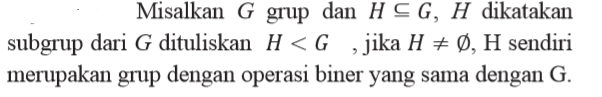 Misalkan G grup dan H ⊆ G, H dikatakan
subgrup dari G dituliskan H < G , jika H ≠ Ø, H sendiri
merupakan grup dengan operasi biner yang sama dengan G.